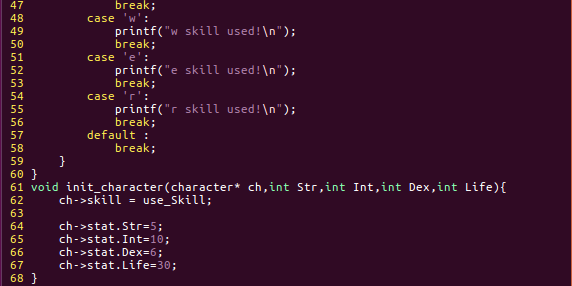 47             break;
48         case 'w':
49             printf("w skill used!\n");
50             break;
51         case 'e':
52             printf("e skill used!\n");
53             break;
54         case 'r':
55             printf("r skill used!\n");
56             break;
57         default :
58             break;
59     }
60 }
61 void init_character(character* ch,int Str,int Int,int Dex,int Life){
62     ch->skill = use_Skill;
63
64     ch->stat.Str=5;
65     ch->stat.Int=10;
66     ch->stat.Dex=6;
67     ch->stat.Life=30;
68 }